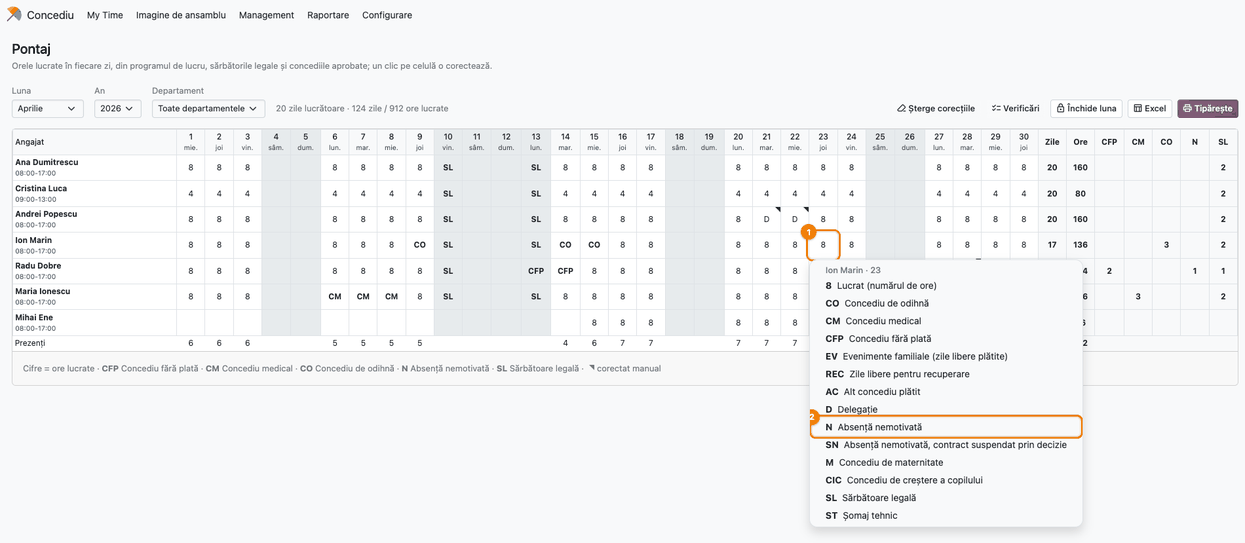 Concediu My Time Imagine de ansamblu Management Raportare Configurare
Pontaj
Orele lucrate în fiecare zi, din programul de lucru, sărbătorile legale și concediile aprobate; un clic pe celulă o corectează.
Luna An Departament
Aprilie 2026 Toate departamentele 20 zile lucrătoare · 124 zile / 912 ore lucrate Șterge corecțiile Verificări Închide luna Excel Tipărește
Angajat 1 2 3 4 5 6 7 8 9 10 11 12 13 14 15 16 17 18 19 20 21 22 23 24 25 26 27 28 29 30 Zile Ore CFP CM CO N SL
mie. joi vin. sâm. dum. lun. mar. mie. joi vin. sâm. dum. lun. mar. mie. joi vin. sâm. dum. lun. mar. mie. joi vin. sâm. dum. lun. mar. mie. joi
Ana Dumitrescu
08:00-17:00 8 8 8 8 8 8 8 SL SL 8 8 8 8 8 8 8 8 8 8 8 8 8 20 160 2
Cristina Luca
09:00-13:00 4 4 4 4 4 4 4 SL SL 4 4 4 4 4 4 4 4 4 4 4 4 4 20 80 2
Andrei Popescu
08:00-17:00 8 8 8 8 8 8 8 SL SL 8 8 8 8 8 D D 8 8 8 8 8 8 20 160 2
1
Ion Marin
08:00-17:00 8 8 8 8 8 8 CO SL SL CO CO 8 8 8 8 8 8 8 8 8 8 8 17 136 3 2
Radu Dobre
08:00-17:00 8 8 8 8 8 8 8 SL CFP CFP 8 8 8 8 8 8 4 2 1 1
Maria Ionescu
08:00-17:00 8 8 8 CM CM CM 8 SL SL 8 8 8 8 8 8 8 6 3 2
Mihai Ene
08:00-17:00 8 8 8 8 8 8 6
Prezenți 6 6 6 5 5 5 5 4 6 7 7 7 7 7 2
Cifre = ore lucrate · CFP Concediu fără plată · CM Concediu medical · CO Concediu de odihnă · N Absență nemotivată · SL Sărbătoare legală · corectat manual
Ion Marin · 23
8 Lucrat (numărul de ore)
CO Concediu de odihnă
CM Concediu medical
CFP Concediu fără plată
EV Evenimente familiale (zile libere plătite)
REC Zile libere pentru recuperare
AC Alt concediu plătit
D Delegație
2
N Absență nemotivată
SN Absență nemotivată, contract suspendat prin decizie
M Concediu de maternitate
CIC Concediu de creștere a copilului
SL Sărbătoare legală
ST Șomaj tehnic